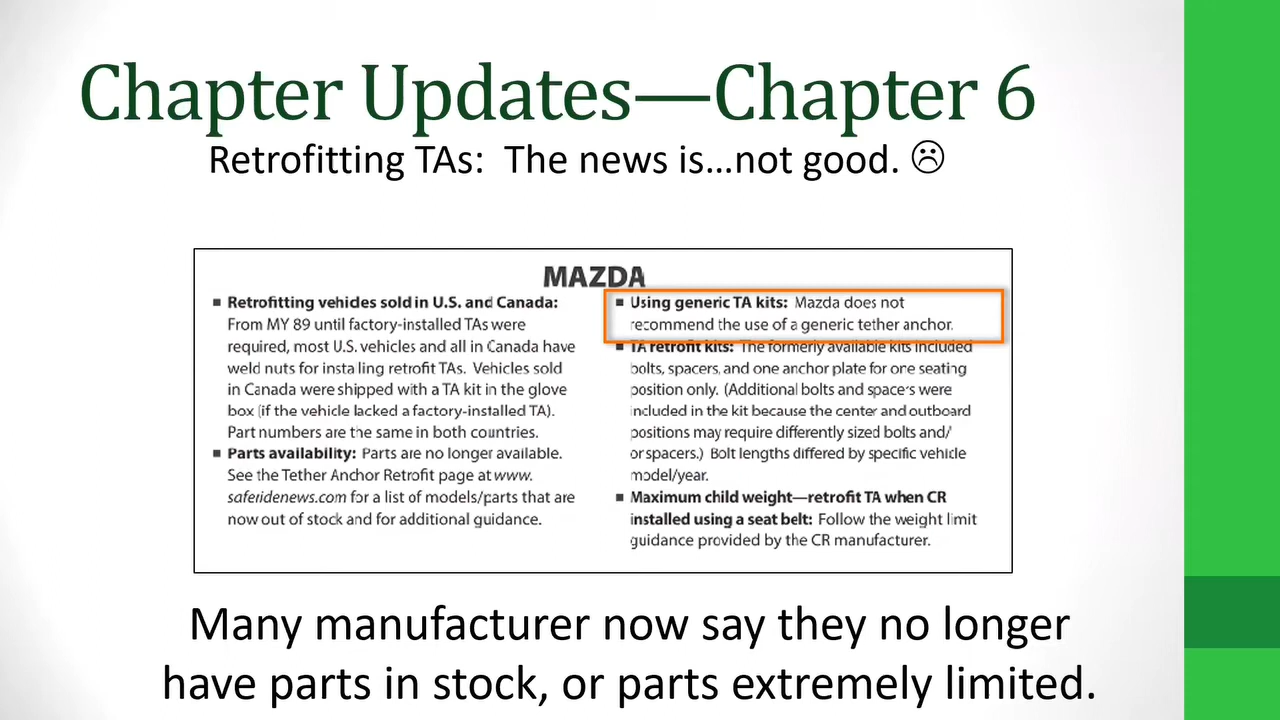 Chapter Updates—Chapter 6
Retrofitting TAs: The news is...not good. ☹
MAZDA
■ Retrofitting vehicles sold in U.S. and Canada:
From MY 89 until factory-installed TAs were
required, most U.S. vehicles and all in Canada have
weld nuts for installing retrofit TAs. Vehicles sold
in Canada were shipped with a TA kit in the glove
box (if the vehicle lacked a factory-installed TA).
Part numbers are the same in both countries.
■ Parts availability: Parts are no longer available.
See the Tether Anchor Retrofit page at www.
saferidenews.com for a list of models/parts that are
now out of stock and for additional guidance.
■ Using generic TA kits: Mazda does not
recommend the use of a generic tether anchor.
■ TA retrofit kits: The formerly available kits included
bolts, spacers, and one anchor plate for one seating
position only. (Additional bolts and spacers were
included in the kit because the center and outboard
positions may require differently sized bolts and/
or spacers.) Bolt lengths differed by specific vehicle
model/year.
■ Maximum child weight—retrofit TA when CR
installed using a seat belt: Follow the weight limit
guidance provided by the CR manufacturer.
Many manufacturer now say they no longer
have parts in stock, or parts extremely limited.